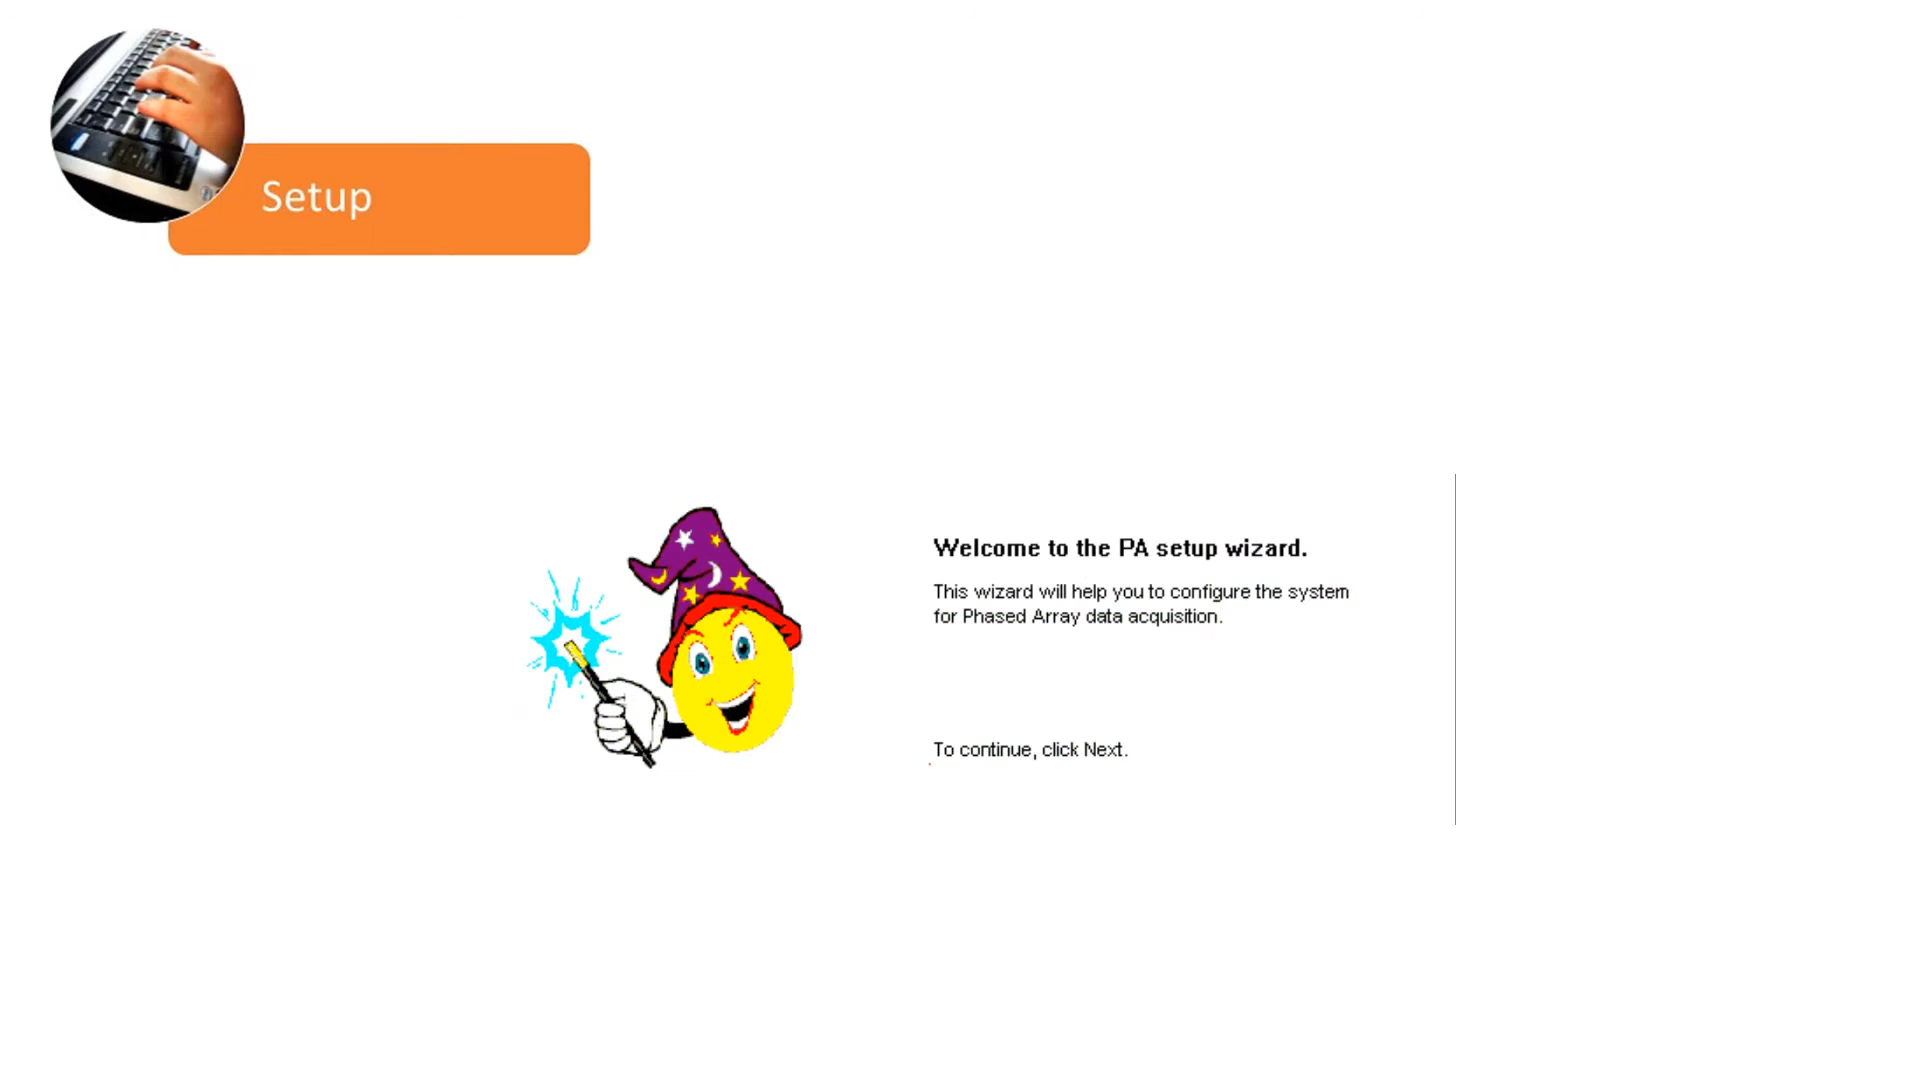 Setup
Welcome to the PA setup wizard.
This wizard will help you to configure the system
for Phased Array data acquisition.
To continue, click Next.